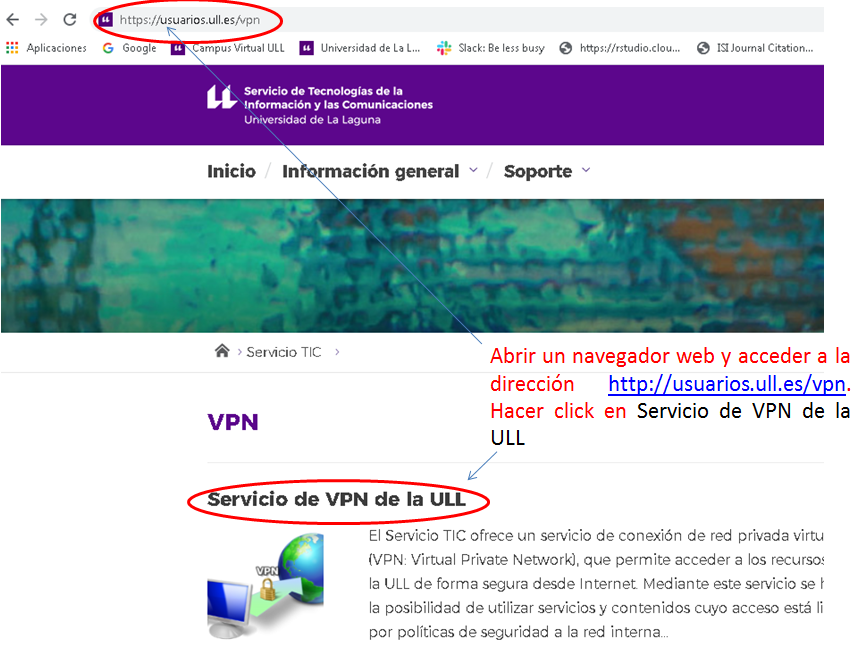 https://usuarios.ull.es/vpn
Aplicaciones Google Campus Virtual ULL Universidad de La L... Slack: Be less busy https://rstudio.clou... ISI Journal Citation...
Servicio de Tecnologías de la
Información y las Comunicaciones
Universidad de La Laguna
Inicio / Información general / Soporte
> Servicio TIC >
Abrir un navegador web y acceder a la
dirección http://usuarios.ull.es/vpn.
Hacer click en Servicio de VPN de la
ULL
VPN
Servicio de VPN de la ULL
El Servicio TIC ofrece un servicio de conexión de red privada virtu
(VPN: Virtual Private Network), que permite acceder a los recursos
la ULL de forma segura desde Internet. Mediante este servicio se h
la posibilidad de utilizar servicios y contenidos cuyo acceso está li
por políticas de seguridad a la red interna...
VPN